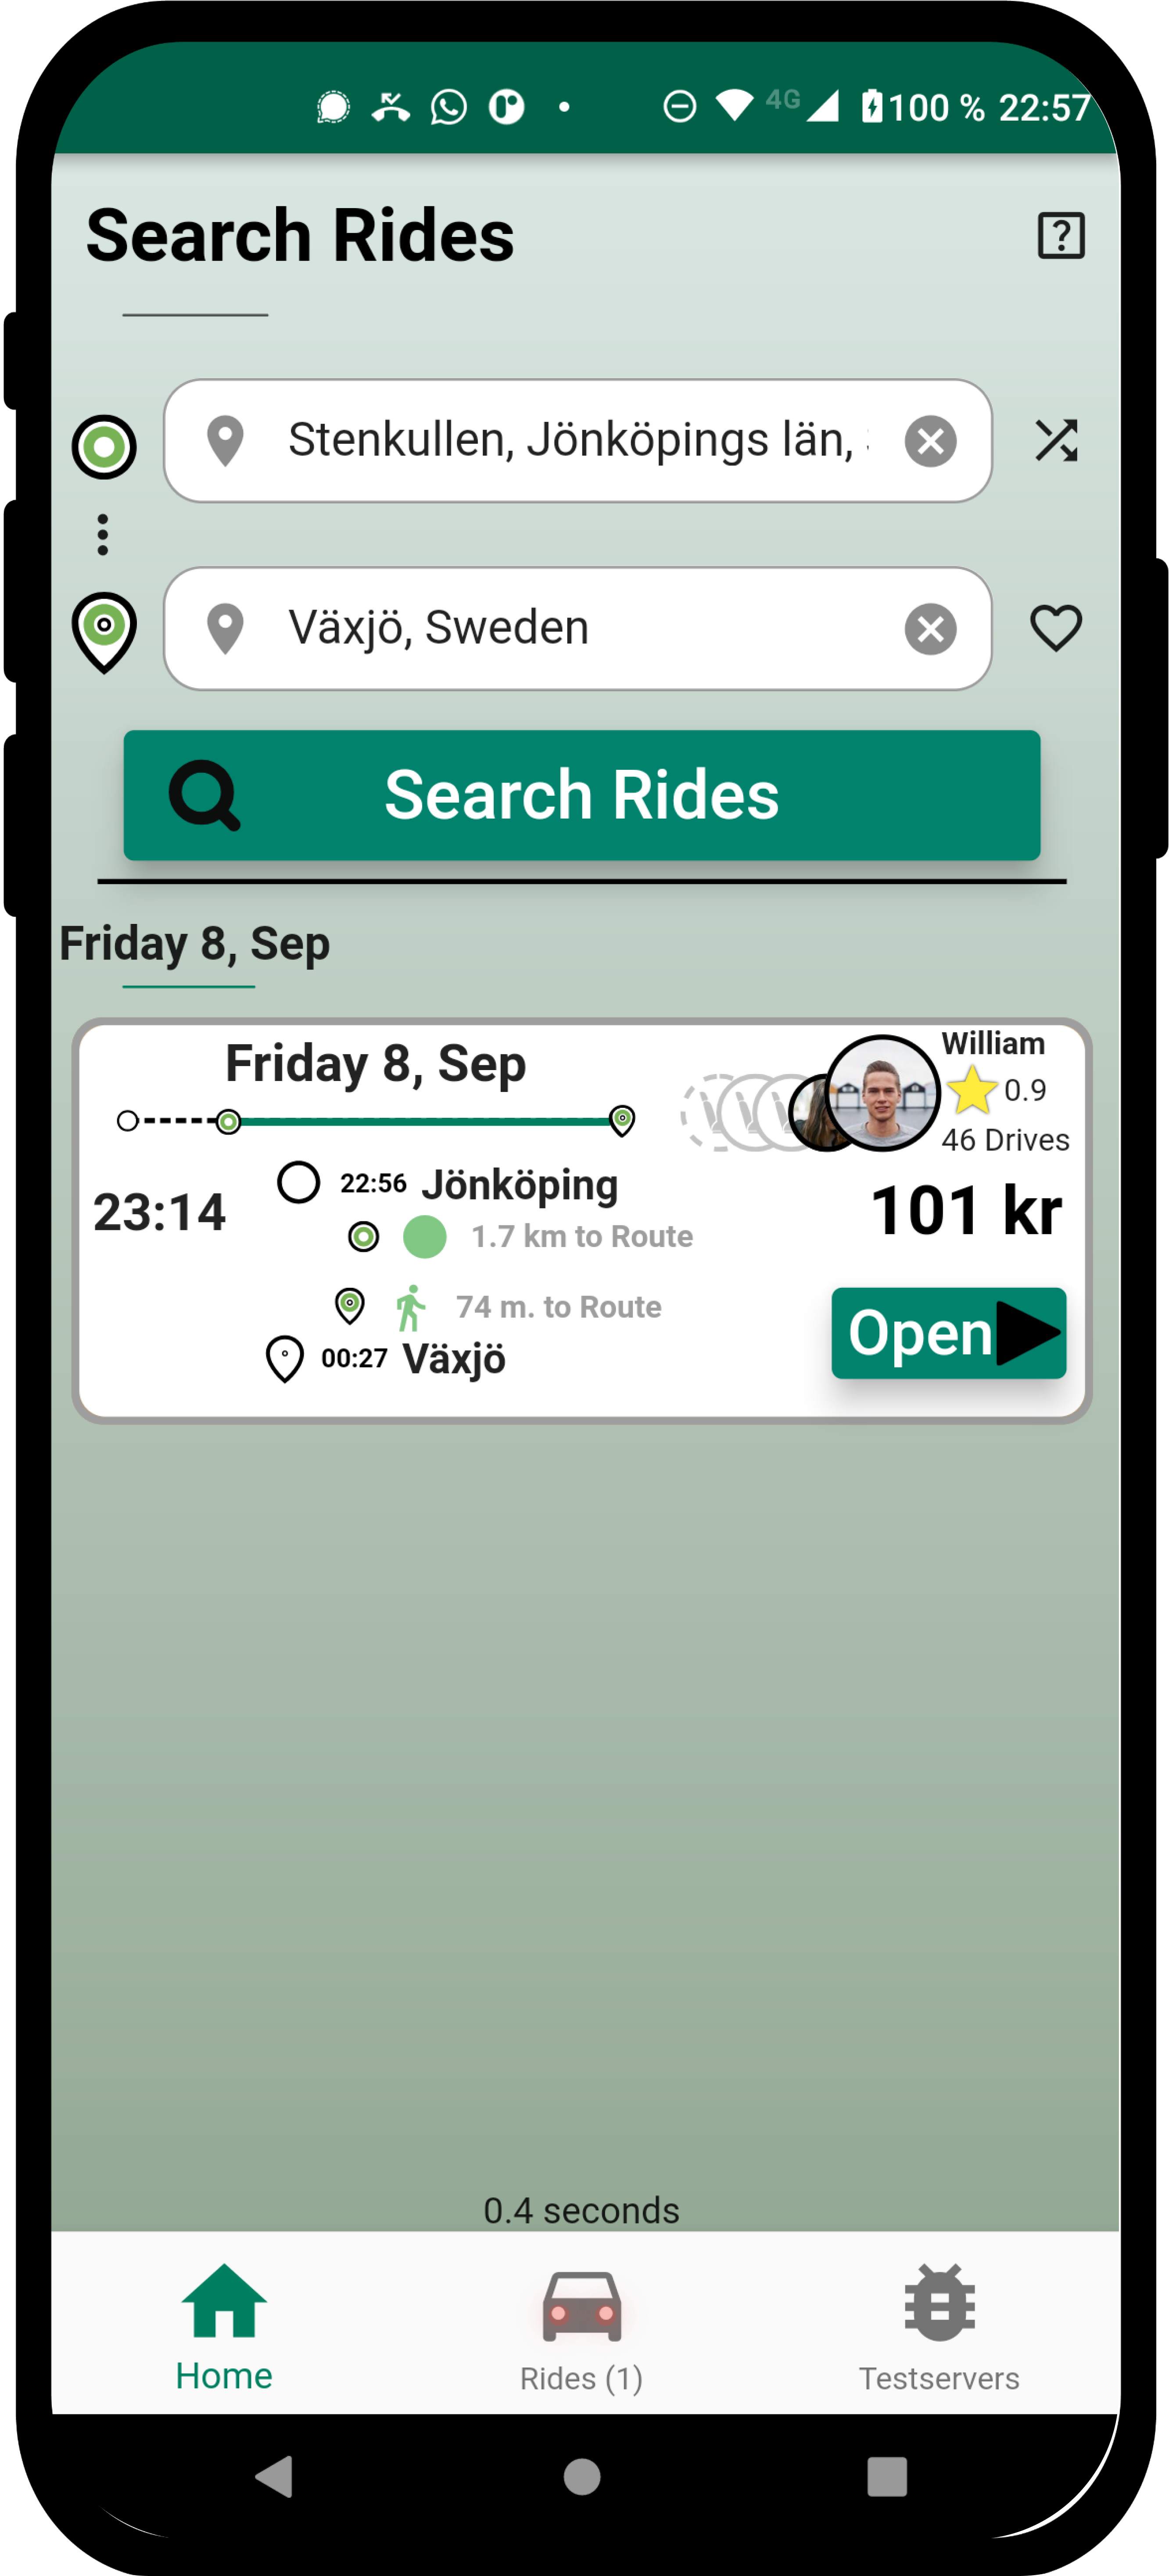 4G 100 % 22:57
Search Rides
Stenkullen, Jönköpings län,
Växjö, Sweden
Search Rides
Friday 8, Sep
Friday 8, Sep
William
0.9
46 Drives
23:14
22:56 Jönköping
101 kr
1.7 km to Route
74 m. to Route
Open
00:27 Växjö
0.4 seconds
Home
Rides (1)
Testservers